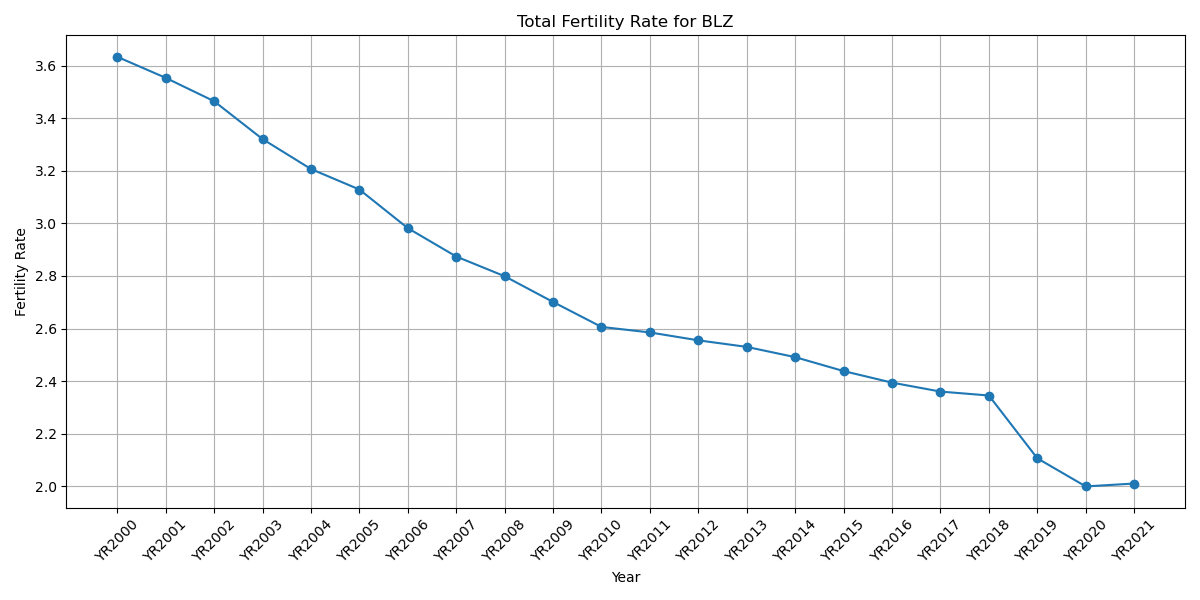 Total Fertility Rate for BLZ
Fertility Rate
3.6
3.4
3.2
3.0
2.8
2.6
2.4
2.2
2.0
YR2000
YR2001
YR2002
YR2003
YR2004
YR2005
YR2006
YR2007
YR2008
YR2009
YR2010
YR2011
YR2012
YR2013
YR2014
YR2015
YR2016
YR2017
YR2018
YR2019
YR2020
YR2021
Year